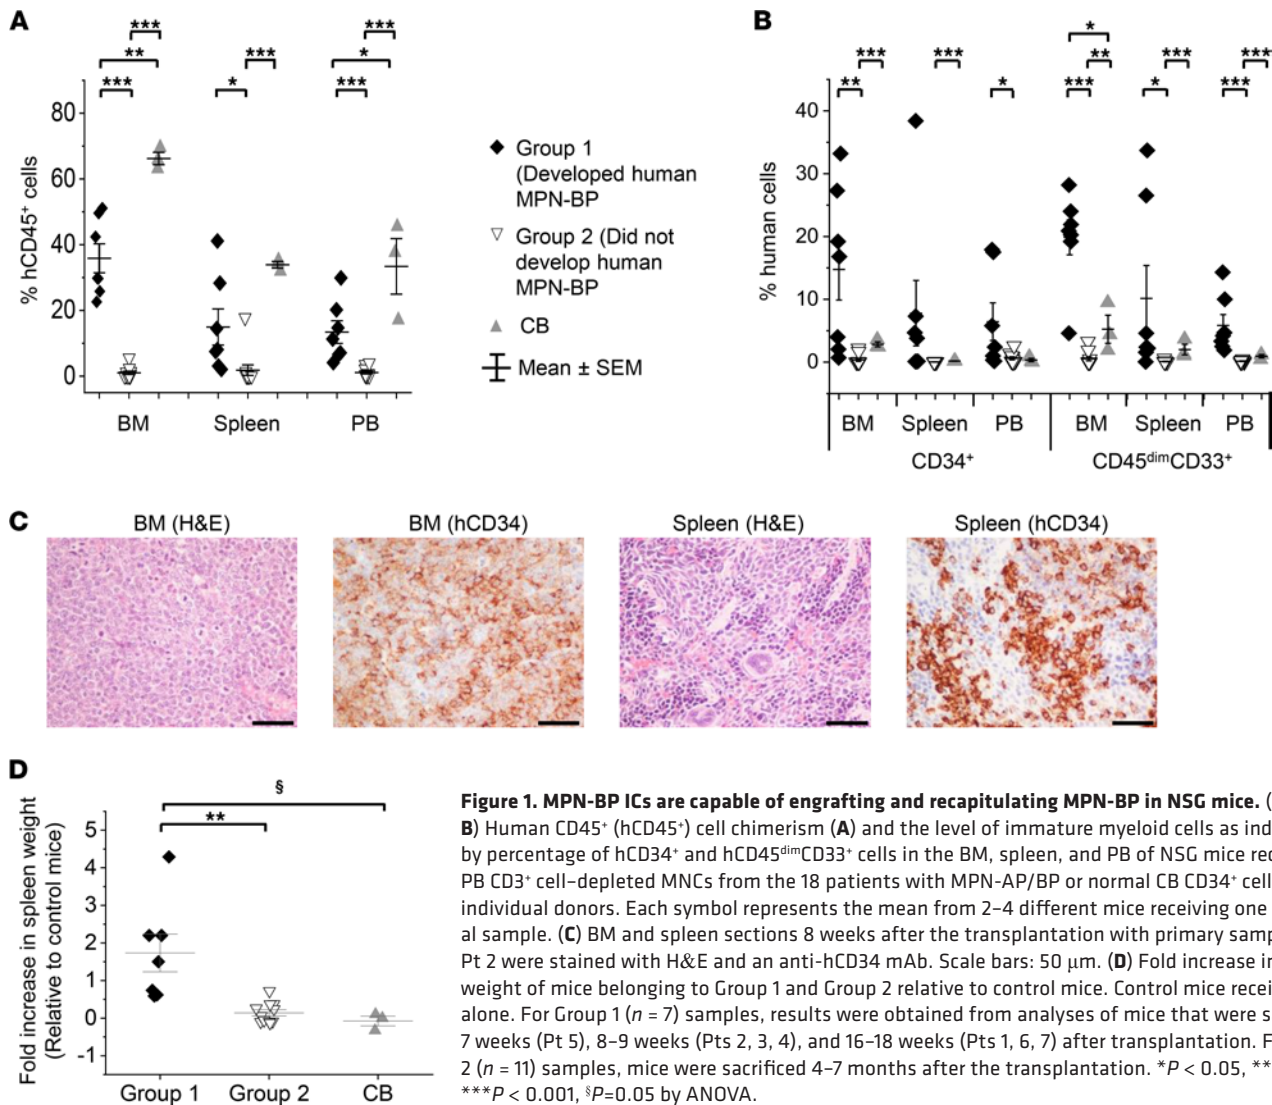 A
*** *** 
** *** *
*** * ***
80
60
40
20
0
% hCD45+ cells
BM Spleen PB
Group 1
(Developed human
MPN-BP
Group 2 (Did not
develop human
MPN-BP
CB
Mean ± SEM
B
*
*** *** ** *** ***
** * *** * ***
40
30
20
10
0
% human cells
BM Spleen PB BM Spleen PB
CD34+ CD45dimCD33+
C
BM (H&E) BM (hCD34) Spleen (H&E) Spleen (hCD34)
D
§
**
5
4
3
2
1
0
-1
Fold increase in spleen weight
(Relative to control mice)
Group 1 Group 2 CB
Figure 1. MPN-BP ICs are capable of engrafting and recapitulating MPN-BP in NSG mice. (
B) Human CD45+ (hCD45+) cell chimerism (A) and the level of immature myeloid cells as ind
by percentage of hCD34+ and hCD45dimCD33+ cells in the BM, spleen, and PB of NSG mice rec
PB CD3+ cell–depleted MNCs from the 18 patients with MPN-AP/BP or normal CB CD34+ cell
individual donors. Each symbol represents the mean from 2–4 different mice receiving one
al sample. (C) BM and spleen sections 8 weeks after the transplantation with primary samp
Pt 2 were stained with H&E and an anti-hCD34 mAb. Scale bars: 50 μm. (D) Fold increase in
weight of mice belonging to Group 1 and Group 2 relative to control mice. Control mice recei
alone. For Group 1 (n = 7) samples, results were obtained from analyses of mice that were s
7 weeks (Pt 5), 8–9 weeks (Pts 2, 3, 4), and 16–18 weeks (Pts 1, 6, 7) after transplantation. F
2 (n = 11) samples, mice were sacrificed 4–7 months after the transplantation. *P < 0.05, **
***P < 0.001, §P=0.05 by ANOVA.